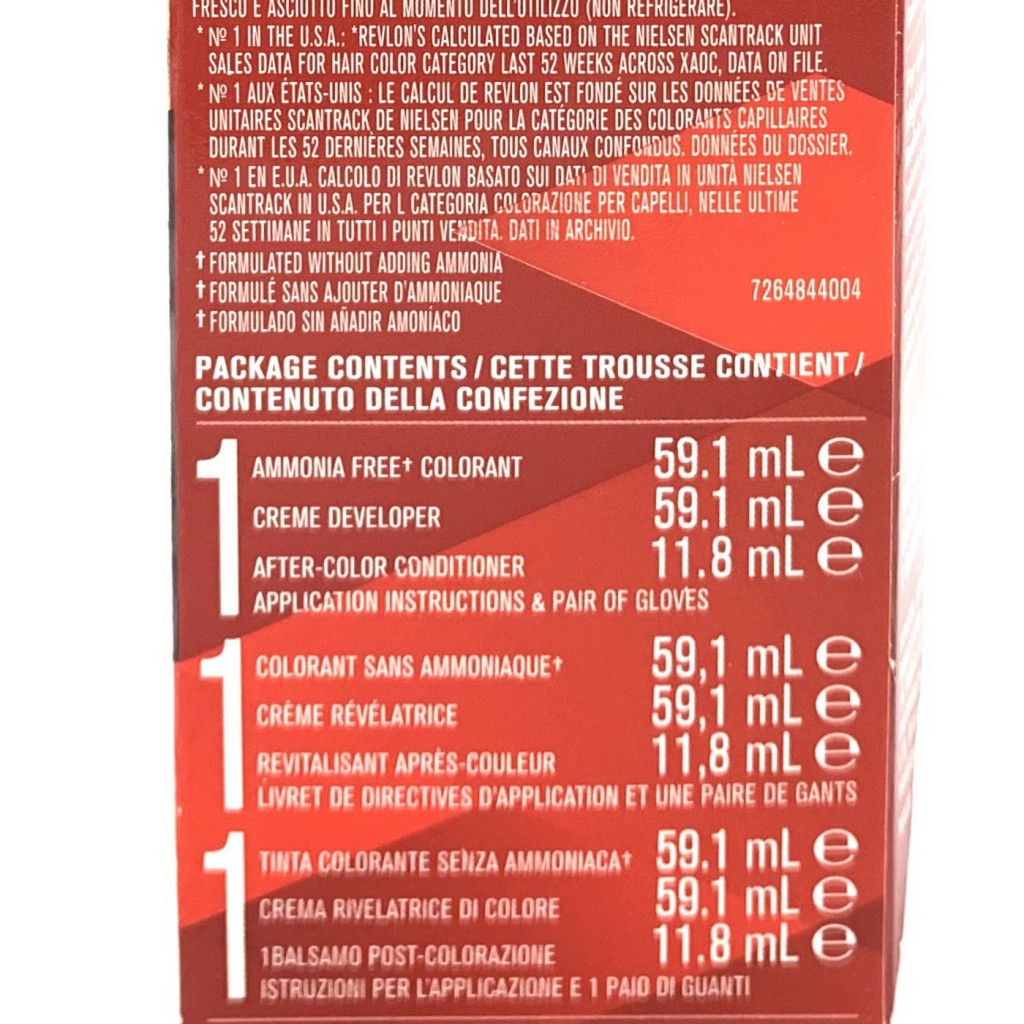 FRESCO E ASCIUTTO FINO AL MOMENTO DELL'UTILIZZO (NON REFRIGERARE).
* Nº 1 IN THE U.S.A.: *REVLON'S CALCULATED BASED ON THE NIELSEN SCANTRACK UNIT
SALES DATA FOR HAIR COLOR CATEGORY LAST 52 WEEKS ACROSS XAOC, DATA ON FILE.
* Nº 1 AUX ÉTATS-UNIS : LE CALCUL DE REVLON EST FONDÉ SUR LES DONNÉES DE VENTES
UNITAIRES SCANTRACK DE NIELSEN POUR LA CATÉGORIE DES COLORANTS CAPILLAIRES
DURANT LES 52 DERNIÈRES SEMAINES, TOUS CANAUX CONFONDUS. DONNÉES DU DOSSIER.
* Nº 1 EN E.U.A. CALCOLO DI REVLON BASATO SUI DATI DI VENDITA IN UNITÀ NIELSEN
SCANTRACK IN U.S.A. PER L CATEGORIA COLORAZIONE PER CAPELLI, NELLE ULTIME
52 SETTIMANE IN TUTTI I PUNTI VENDITA. DATI IN ARCHIVIO.
† FORMULATED WITHOUT ADDING AMMONIA
† FORMULÉ SANS AJOUTER D'AMMONIAQUE 7264844004
† FORMULADO SIN AÑADIR AMONÍACO
PACKAGE CONTENTS / CETTE TROUSSE CONTIENT /
CONTENUTO DELLA CONFEZIONE
1 AMMONIA FREE† COLORANT 59.1 mL ℮
CREME DEVELOPER 59.1 mL ℮
AFTER-COLOR CONDITIONER 11.8 mL ℮
APPLICATION INSTRUCTIONS & PAIR OF GLOVES
1 COLORANT SANS AMMONIAQUE† 59,1 mL ℮
CRÈME RÉVÉLATRICE 59,1 mL ℮
REVITALISANT APRÈS-COULEUR 11,8 mL ℮
LIVRET DE DIRECTIVES D'APPLICATION ET UNE PAIRE DE GANTS
1 TINTA COLORANTE SENZA AMMONIACA† 59.1 mL ℮
CREMA RIVELATRICE DI COLORE 59.1 mL ℮
1BALSAMO POST-COLORAZIONE 11.8 mL ℮
ISTRUZIONI PER L'APPLICAZIONE E 1 PAIO DI GUANTI